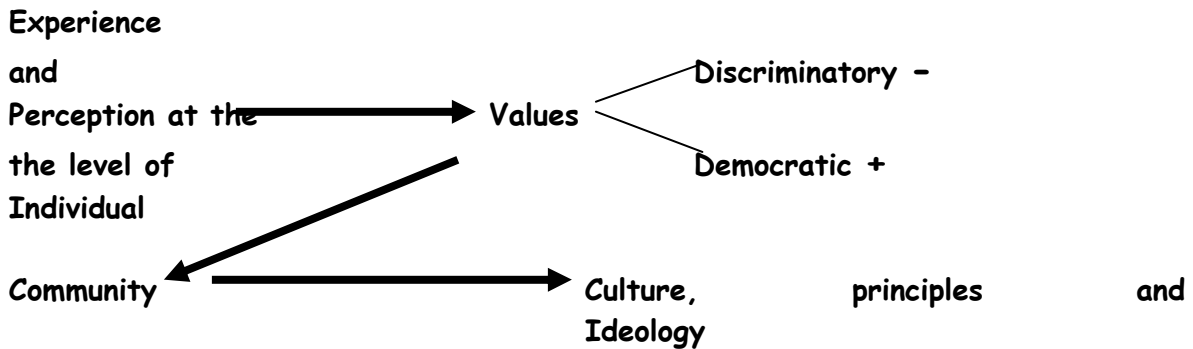 Experience
and
Discriminatory -
Perception at the
Values
the level of
Democratic +
Individual
Community
Culture, principles and
Ideology